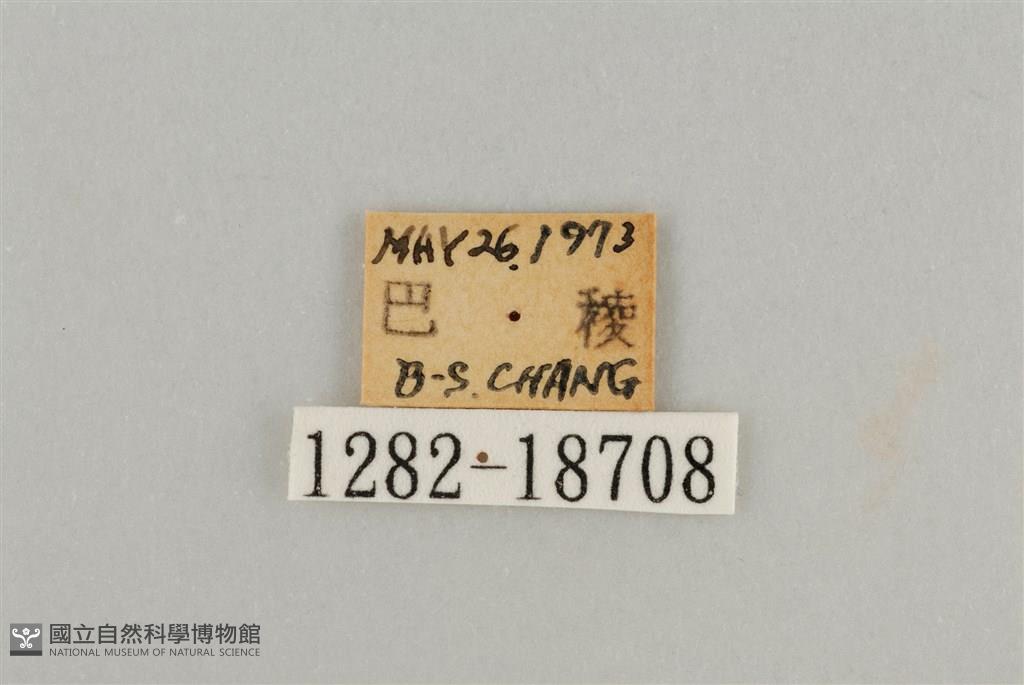 MAY 26. 1973
巴 稜
B-S. CHANG
1282-18708
國立自然科學博物館
NATIONAL MUSEUM OF NATURAL SCIENCE